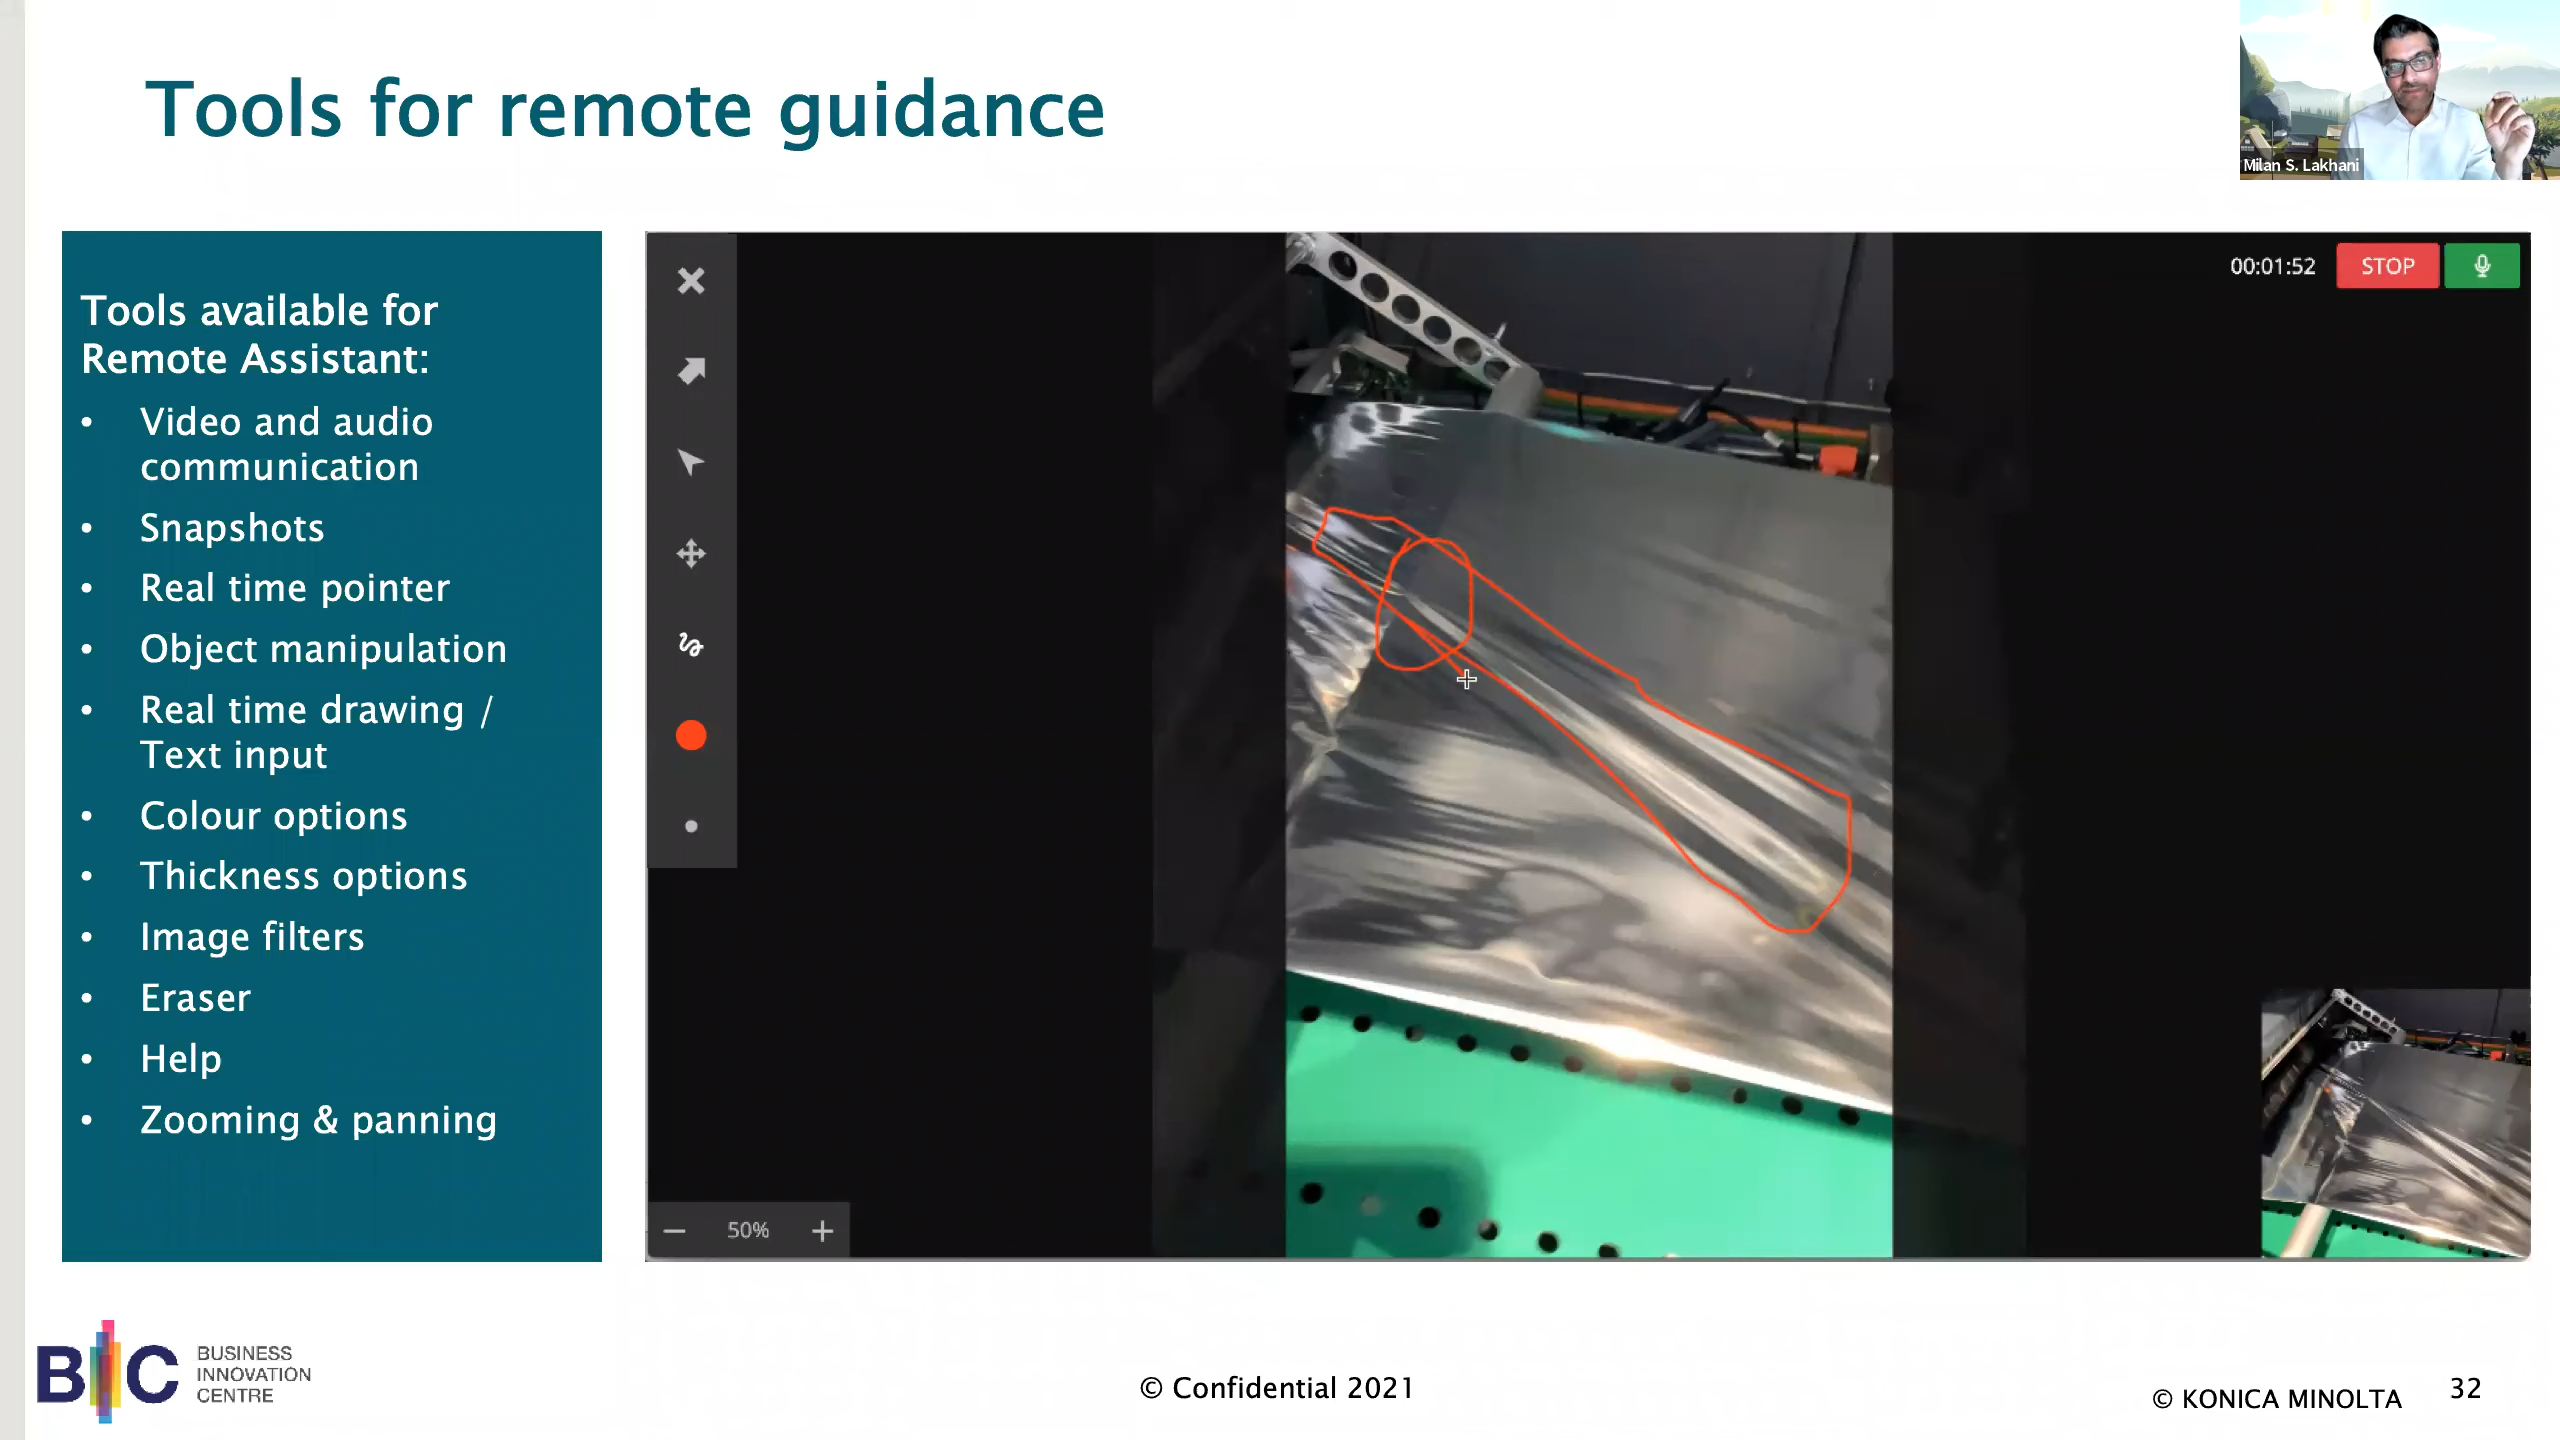 Tools for remote guidance
Milan S. Lakhani
Tools available for
Remote Assistant:
• Video and audio
communication
• Snapshots
• Real time pointer
• Object manipulation
• Real time drawing /
Text input
• Colour options
• Thickness options
• Image filters
• Eraser
• Help
• Zooming & panning
00:01:52
STOP
50%
BIC
BUSINESS
INNOVATION
CENTRE
© Confidential 2021
© KONICA MINOLTA
32